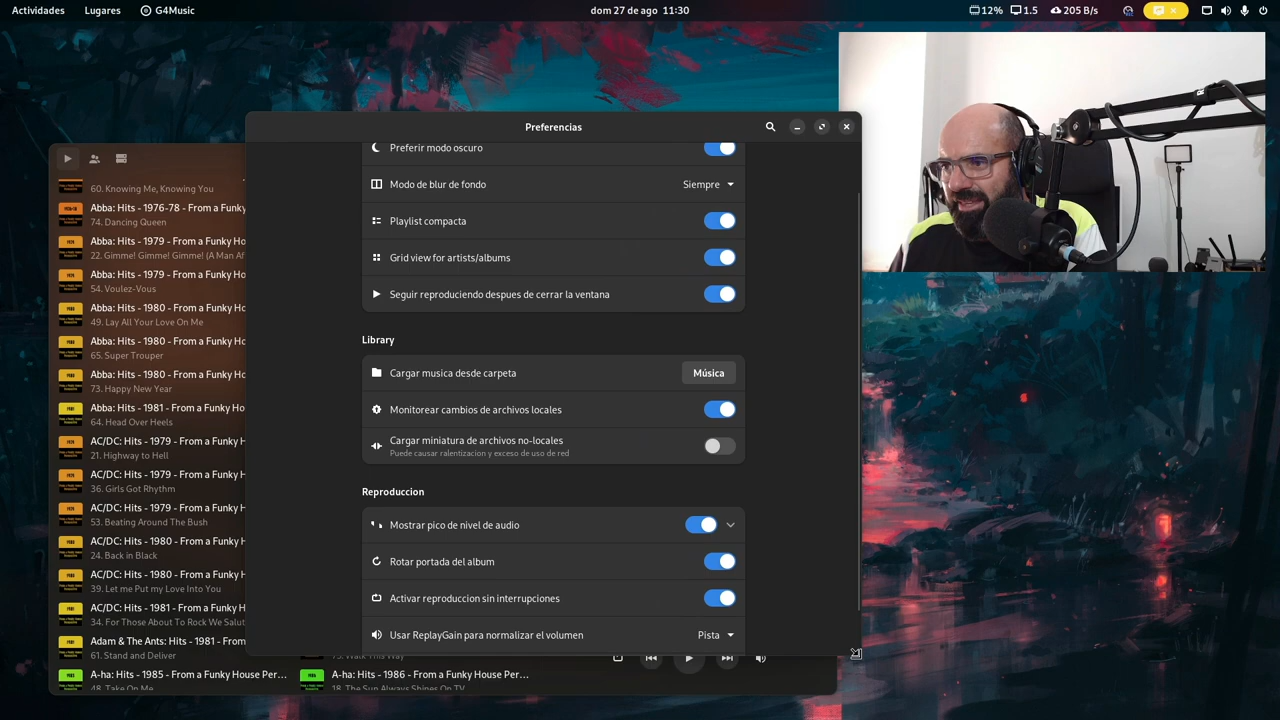 Actividades
Lugares
G4Music
dom 27 de ago 11:30
12%
1.5
205 B/s
Preferencias
Preferir modo oscuro
Modo de blur de fondo
Siempre
Playlist compacta
Grid view for artists/albums
Seguir reproduciendo despues de cerrar la ventana
Library
Cargar musica desde carpeta
Música
Monitorear cambios de archivos locales
Cargar miniatura de archivos no-locales
Puede causar ralentizacion y exceso de uso de red
Reproduccion
Mostrar pico de nivel de audio
Rotar portada del album
Activar reproduccion sin interrupciones
Usar ReplayGain para normalizar el volumen
Pista
60. Knowing Me, Knowing You
Abba: Hits - 1976-78 - From a Funky
74. Dancing Queen
Abba: Hits - 1979 - From a Funky Ho
22. Gimme! Gimme! Gimme! (A Man Af
Abba: Hits - 1979 - From a Funky Ho
54. Voulez-Vous
Abba: Hits - 1980 - From a Funky Ho
49. Lay All Your Love On Me
Abba: Hits - 1980 - From a Funky Ho
65. Super Trouper
Abba: Hits - 1980 - From a Funky Ho
73. Happy New Year
Abba: Hits - 1981 - From a Funky Ho
64. Head Over Heels
AC/DC: Hits - 1979 - From a Funky H
21. Highway to Hell
AC/DC: Hits - 1979 - From a Funky H
36. Girls Got Rhythm
AC/DC: Hits - 1979 - From a Funky H
53. Beating Around The Bush
AC/DC: Hits - 1980 - From a Funky H
24. Back in Black
AC/DC: Hits - 1980 - From a Funky H
39. Let me Put my Love Into You
AC/DC: Hits - 1981 - From a Funky H
34. For Those About To Rock We Salut
Adam & The Ants: Hits - 1981 - From
61. Stand and Deliver
A-ha: Hits - 1985 - From a Funky House Per…
48. Take On Me
75. Walk This Way
A-ha: Hits - 1986 - From a Funky House Per…
18. The Sun Always Shines On TV